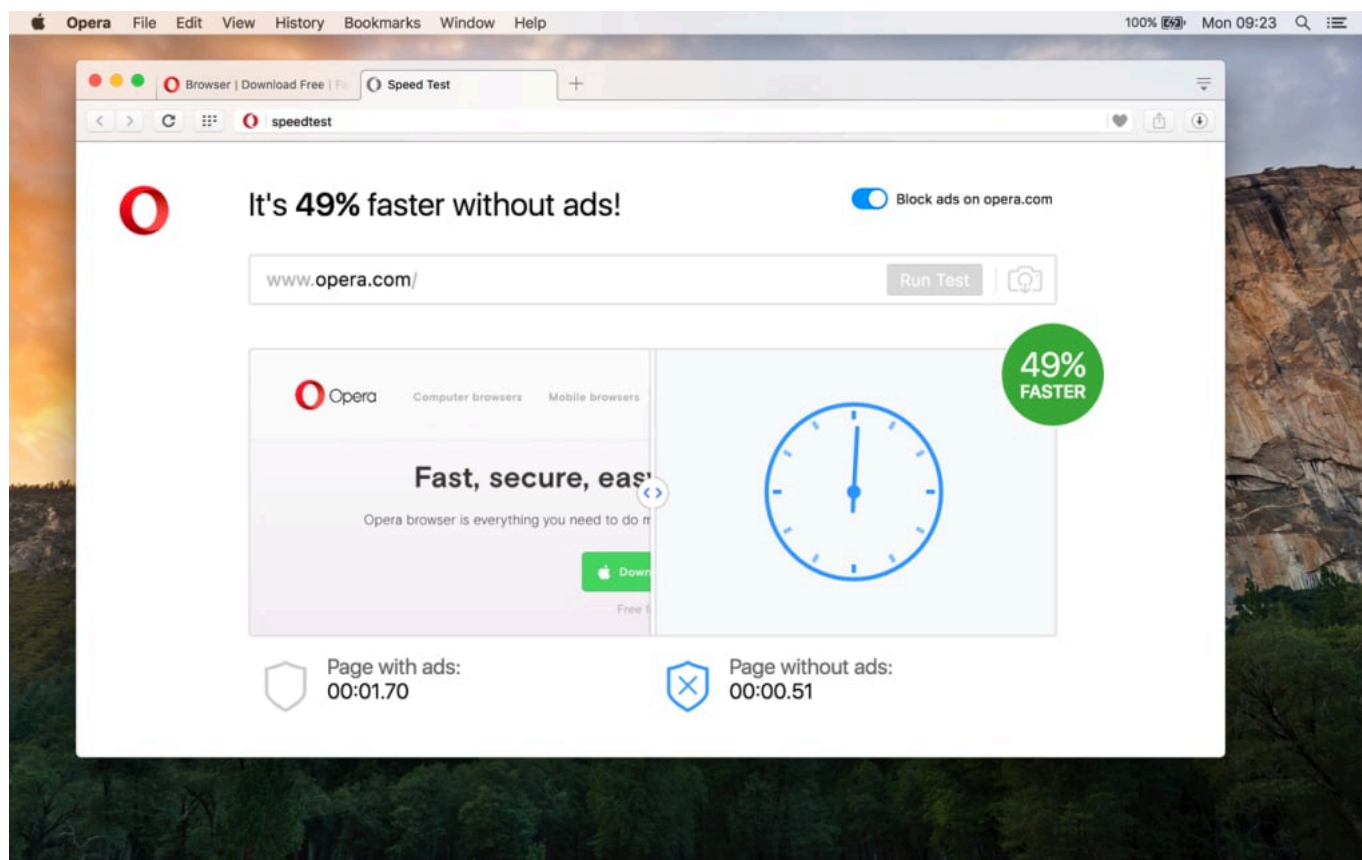 Opera File Edit View History Bookmarks Window Help 100% Mon 09:23
Browser | Download Free | Speed Test
speedtest
It's 49% faster without ads!
Block ads on opera.com
www.opera.com/ Run Test
49%
FASTER
Opera Computer browsers Mobile browsers
Fast, secure, eas
Opera browser is everything you need to do m
Down
Free f
Page with ads:
00:01.70
Page without ads:
00:00.51